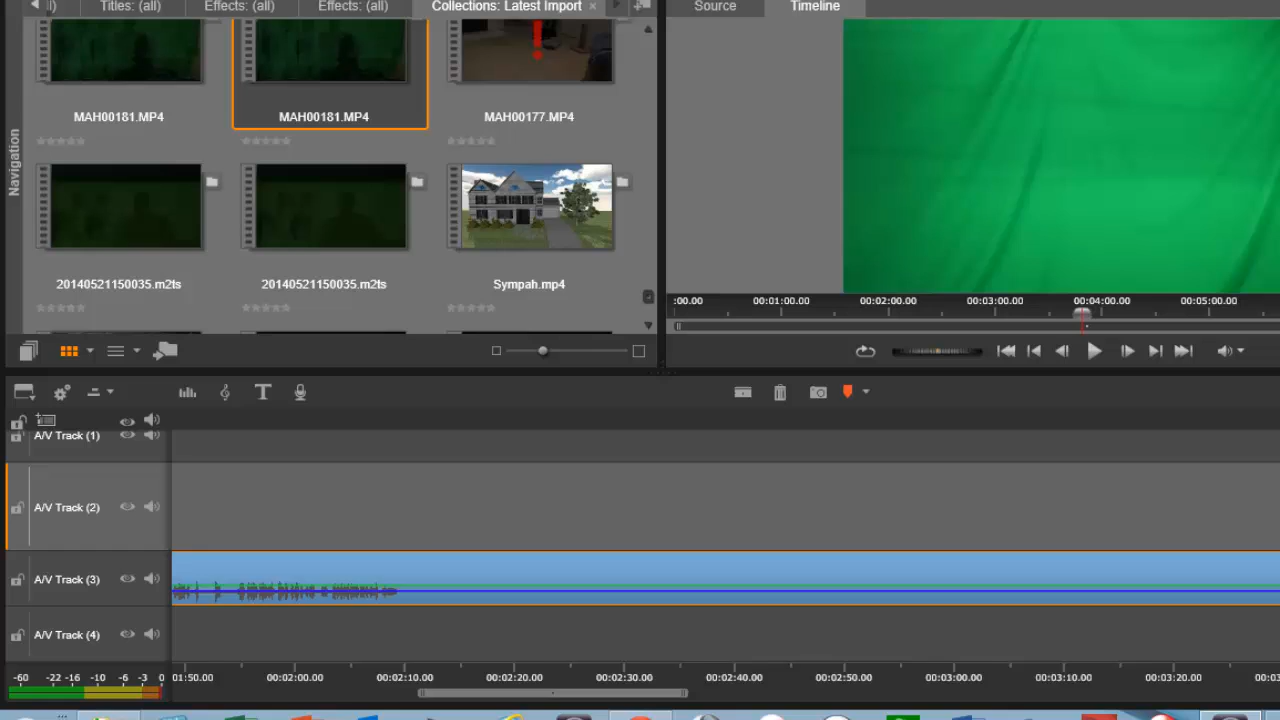 Titles: (all)
Effects: (all)
Effects: (all)
Collections: Latest Import
Source
Timeline
Navigation
MAH00181.MP4
MAH00181.MP4
MAH00177.MP4
20140521150035.m2ts
20140521150035.m2ts
Sympah.mp4
:00.00
00:01:00.00
00:02:00.00
00:03:00.00
00:04:00.00
00:05:00.00
A/V Track (1)
A/V Track (2)
A/V Track (3)
A/V Track (4)
-60 -22 -16 -10 -6 -3 0
01:50.00
00:02:00.00
00:02:10.00
00:02:20.00
00:02:30.00
00:02:40.00
00:02:50.00
00:03:00.00
00:03:10.00
00:03:20.00